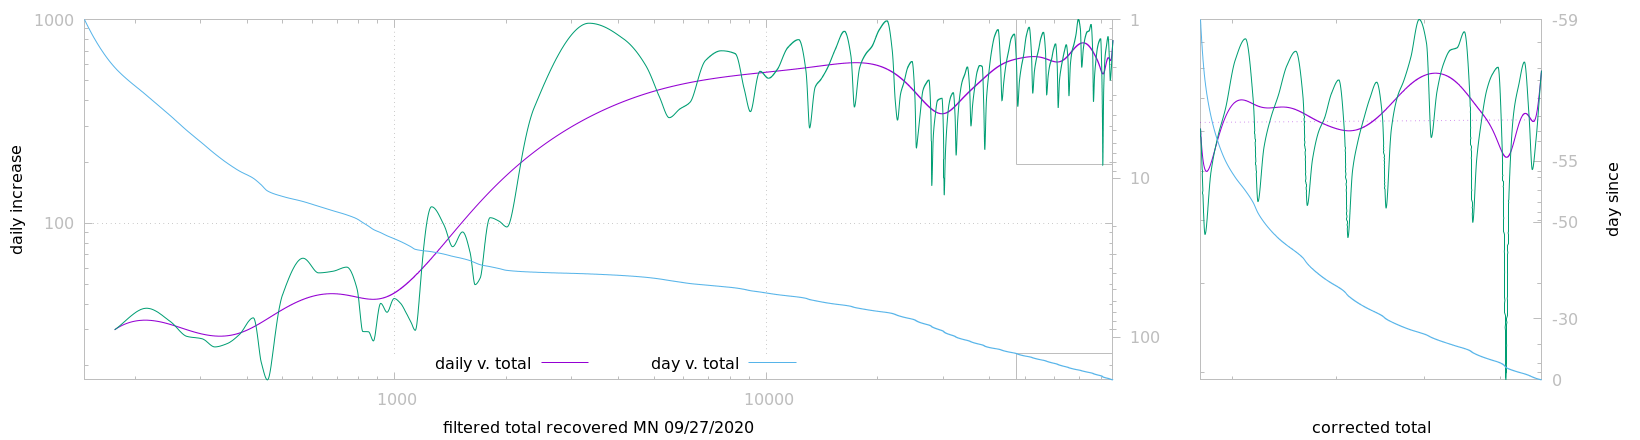 1000
100
daily increase
1
10
100
daily v. total
day v. total
1000
10000
filtered total recovered MN 09/27/2020
-59
-55
-50
-30
0
day since
corrected total